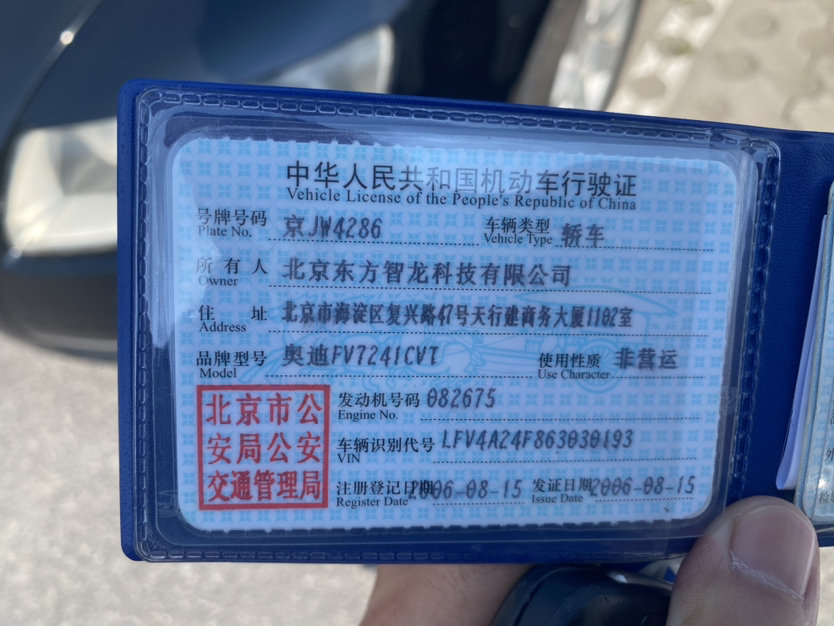 中华人民共和国机动车行驶证
Vehicle License of the People's Republic of China
号牌号码 京JW4286 车辆类型 轿车
Plate No. Vehicle Type
所有人 北京东方智龙科技有限公司
Owner
住址 北京市海淀区复兴路47号天行建商务大厦1102室
Address
品牌型号 奥迪FV7241CVT 使用性质 非营运
Model Use Character
北京市公
安局公安
交通管理局
发动机号码 082675
Engine No.
车辆识别代号 LFV4A24F863030193
VIN
注册登记日期 2006-08-15 发证日期 2006-08-15
Register Date Issue Date